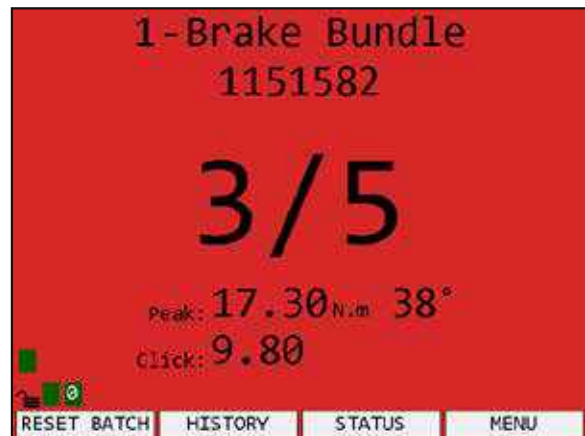 1-Brake Bundle
1151582
3/5
Peak: 17.30 N.m 38°
Click: 9.80
0
RESET BATCH HISTORY STATUS MENU